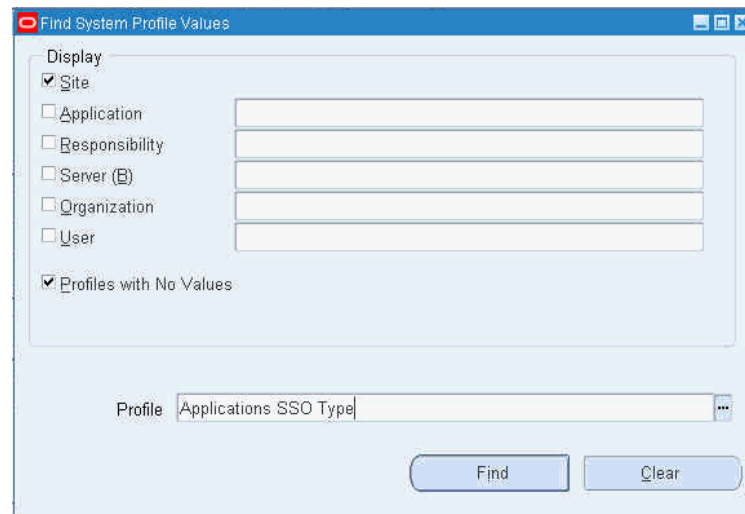 Find System Profile Values
Display
Site
Application
Responsibility
Server (B)
Organization
User
Profiles with No Values
Profile Applications SSO Type
Find Clear